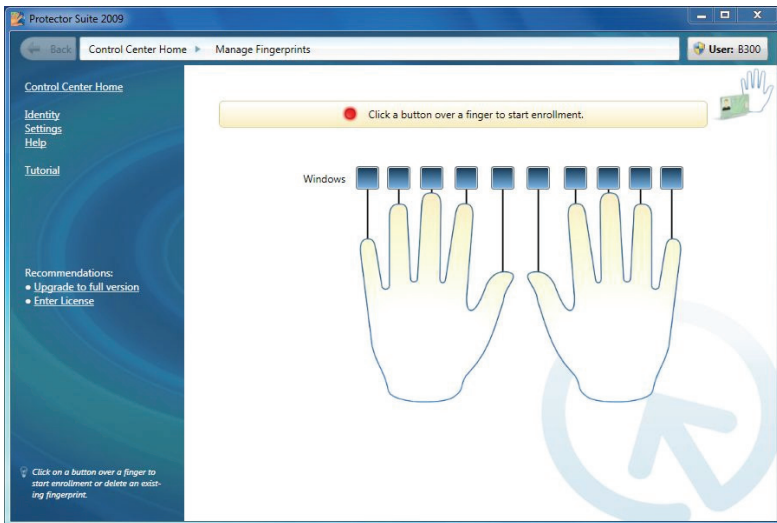 Protector Suite 2009
Back
Control Center Home
Manage Fingerprints
User: B300
Control Center Home
Identity
Settings
Help
Tutorial
Recommendations:
• Upgrade to full version
• Enter License
Click on a button over a finger to
start enrollment or delete an exist-
ing fingerprint.
Click a button over a finger to start enrollment.
Windows